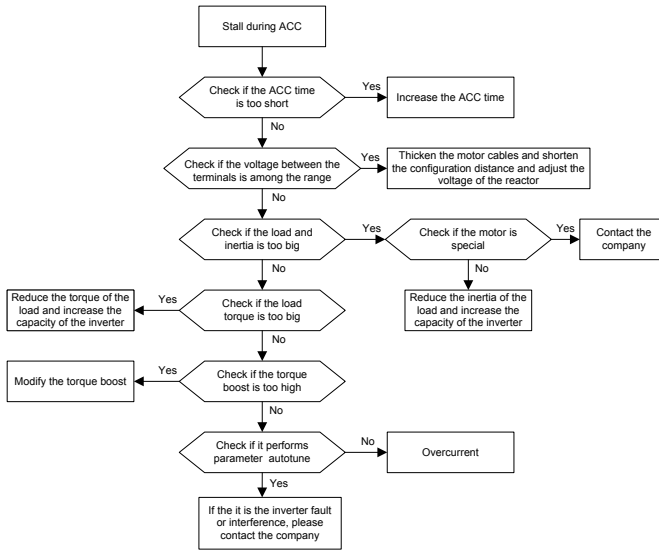 Stall during ACC
Check if the ACC time
is too short
Yes
Increase the ACC time
No
Check if the voltage between the
terminals is among the range
Yes
Thicken the motor cables and shorten
the configuration distance and adjust the
voltage of the reactor
No
Check if the load and
inertia is too big
Yes
Check if the motor is
special
Yes
Contact the
company
No
No
Reduce the torque of the
load and increase the
capacity of the inverter
Yes
Check if the load
torque is too big
Reduce the inertia of the
load and increase the
capacity of the inverter
No
Modify the torque boost
Yes
Check if the torque
boost is too high
No
Check if it performs
parameter autotune
No
Overcurrent
Yes
If the it is the inverter fault
or interference, please
contact the company